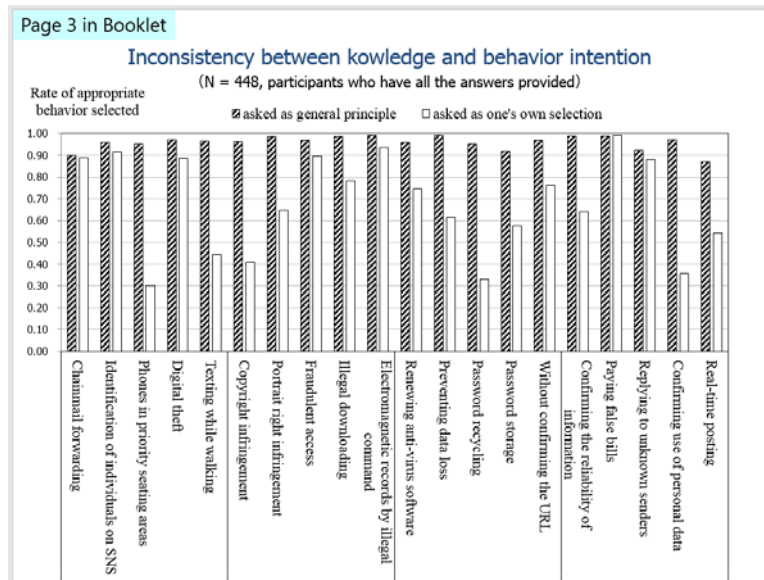 Page 3 in Booklet
Inconsistency between kowledge and behavior intention
(N = 448, participants who have all the answers provided)
Rate of appropriate
behavior selected
asked as general principle
asked as one's own selection
1.00
0.90
0.80
0.70
0.60
0.50
0.40
0.30
0.20
0.10
0.00
Chainmail forwarding
Identification of individuals on SNS
Phones in priority seating areas
Digital theft
Texting while walking
Copyright infringement
Portrait right infringement
Fraudulent access
Illegal downloading
Electromagnetic records by illegal
command
Renewing anti-virus software
Preventing data loss
Password recycling
Password storage
Without confirming the URL
Confirming the reliability of
information
Paying false bills
Replying to unknown senders
Confirming use of personal data
Real-time posting